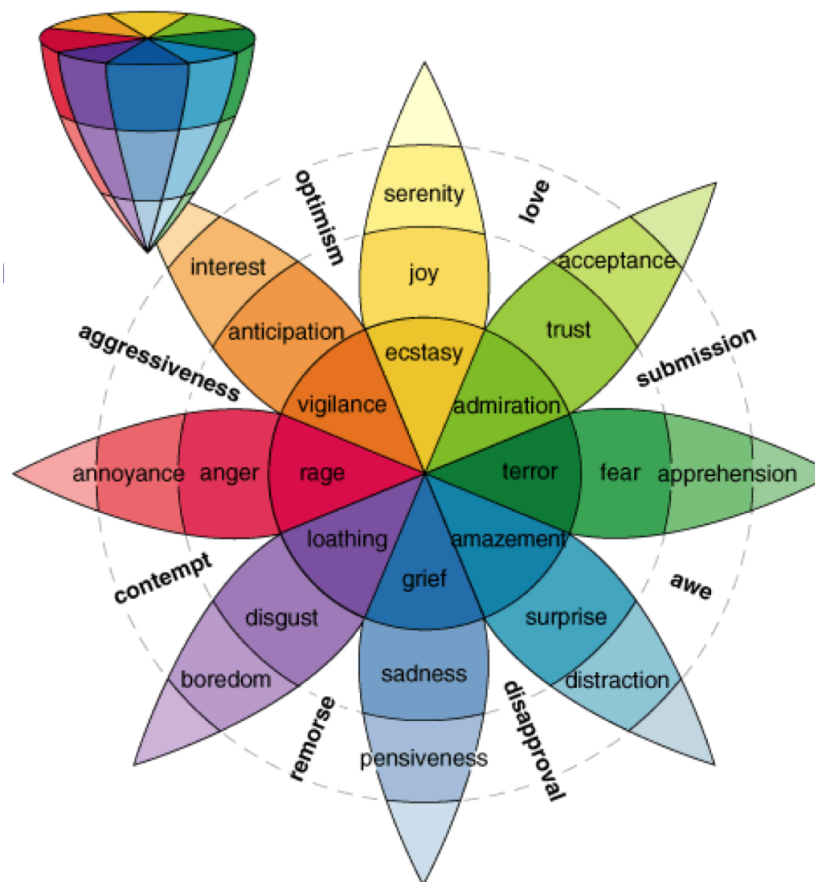 optimism
love
serenity
interest
acceptance
joy
anticipation
trust
aggressiveness
submission
ecstasy
vigilance
admiration
annoyance
anger
rage
terror
fear
apprehension
loathing
amazement
grief
contempt
awe
disgust
surprise
boredom
sadness
distraction
remorse
disapproval
pensiveness